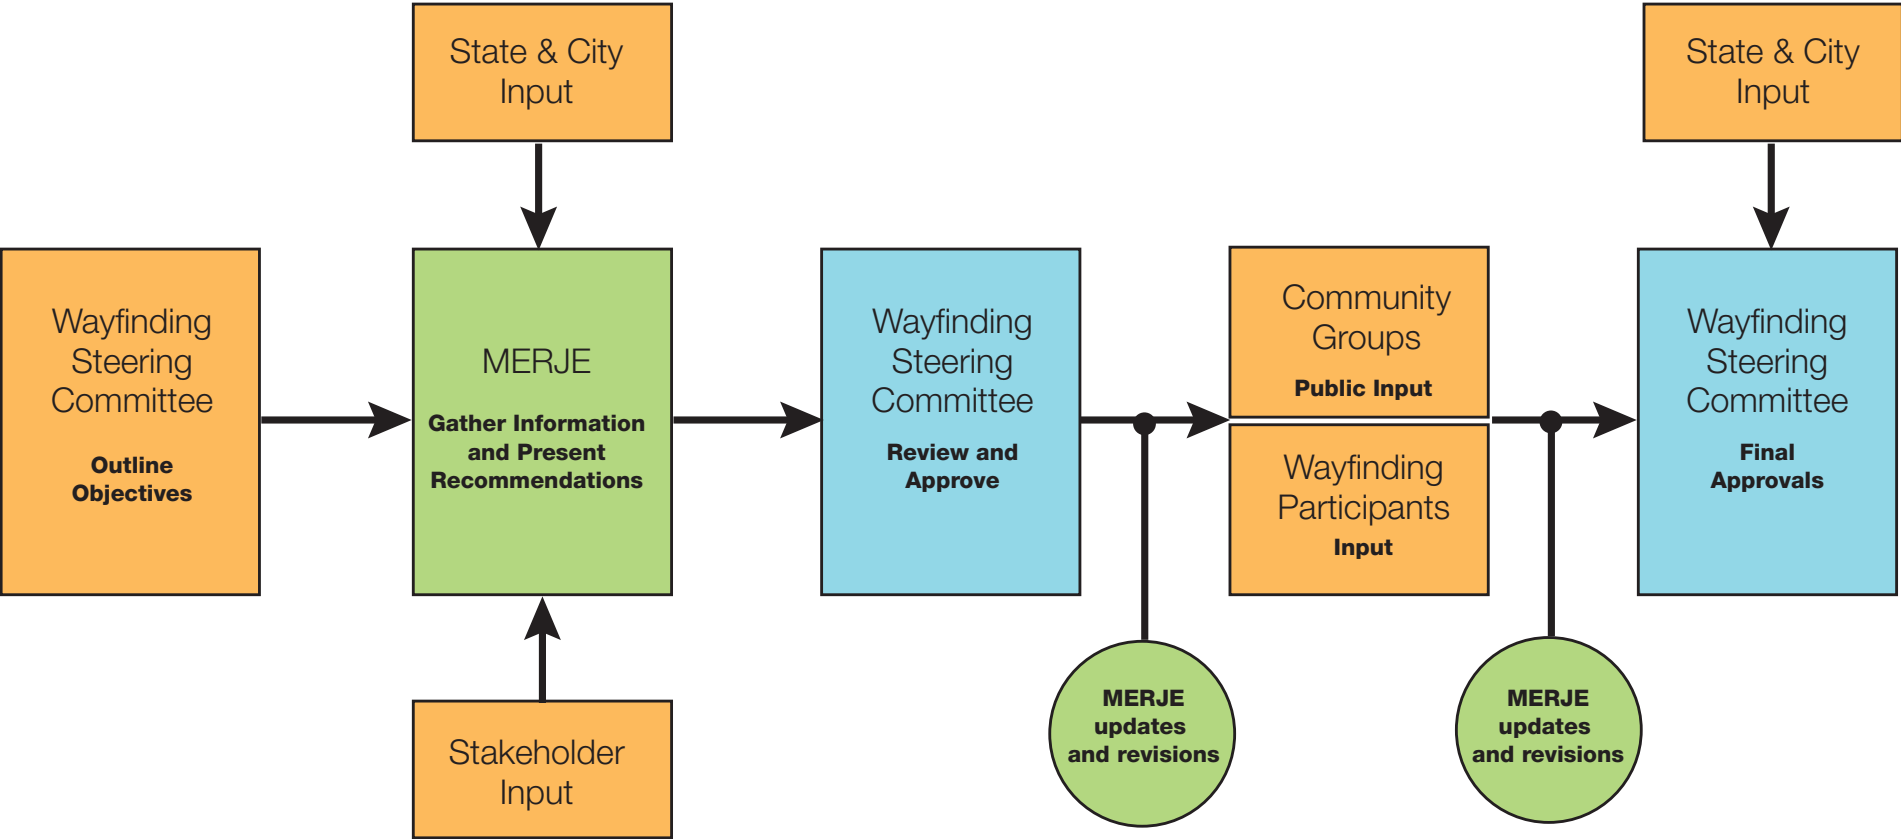 State & City
Input
State & City
Input
Wayfinding
Steering
Committee
Outline
Objectives
MERJE
Gather Information
and Present
Recommendations
Wayfinding
Steering
Committee
Review and
Approve
Community
Groups
Public Input
Wayfinding
Participants
Input
Wayfinding
Steering
Committee
Final
Approvals
Stakeholder
Input
MERJE
updates
and revisions
MERJE
updates
and revisions